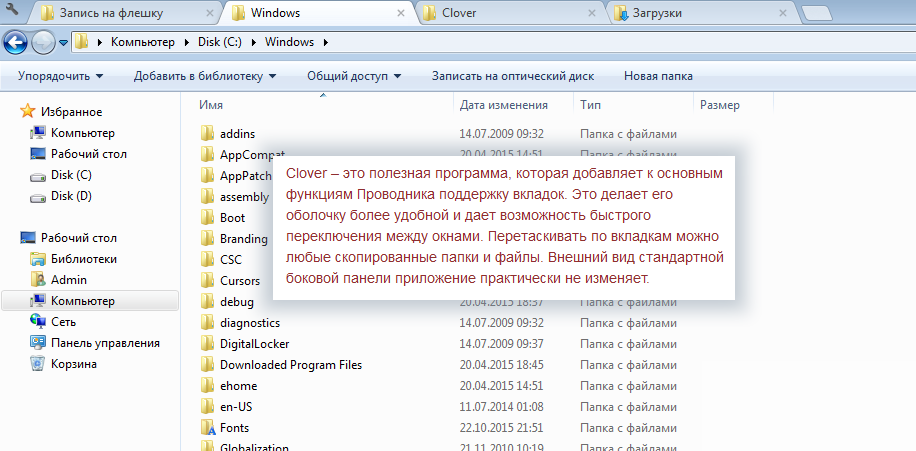 Запись на флешку
Windows
Clover
Загрузки
Компьютер
Disk (C:)
Windows
Упорядочить
Добавить в библиотеку
Общий доступ
Записать на оптический диск
Новая папка
Имя
Дата изменения
Тип
Размер
Избранное
Компьютер
Рабочий стол
Disk (C)
Disk (D)
Рабочий стол
Библиотеки
Admin
Компьютер
Сеть
Панель управления
Корзина
addins 14.07.2009 09:32 Папка с файлами
AppCompat 20.04.2015 14:51 Папка с файлами
AppPatch
assembly
Boot
Branding
CSC
Cursors
debug 20.04.2015 18:37 Папка с файлами
diagnostics 14.07.2009 09:32 Папка с файлами
DigitalLocker 14.07.2009 09:37 Папка с файлами
Downloaded Program Files 20.04.2015 18:45 Папка с файлами
ehome 20.04.2015 14:51 Папка с файлами
en-US 11.07.2014 01:08 Папка с файлами
Fonts 22.10.2015 21:51 Папка с файлами
Globalization 21.11.2010 10:19 Папка с файлами
Clover – это полезная программа, которая добавляет к основным
функциям Проводника поддержку вкладок. Это делает его
оболочку более удобной и дает возможность быстрого
переключения между окнами. Перетаскивать по вкладкам можно
любые скопированные папки и файлы. Внешний вид стандартной
боковой панели приложение практически не изменяет.